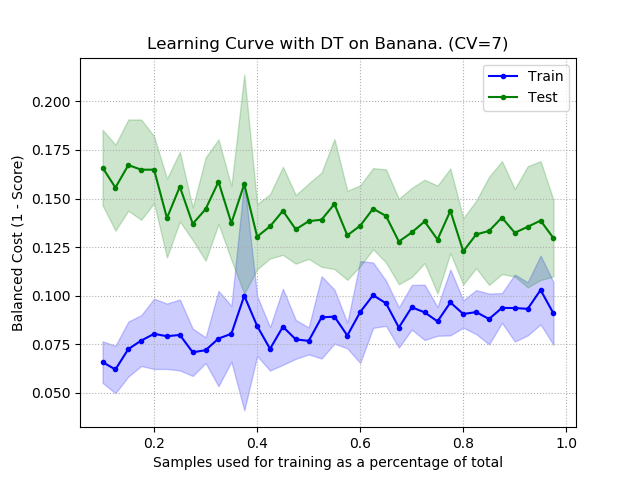 Learning Curve with DT on Banana. (CV=7)
Train
Test
0.200
0.175
0.150
0.125
0.100
0.075
0.050
Balanced Cost (1 - Score)
0.2
0.4
0.6
0.8
1.0
Samples used for training as a percentage of total